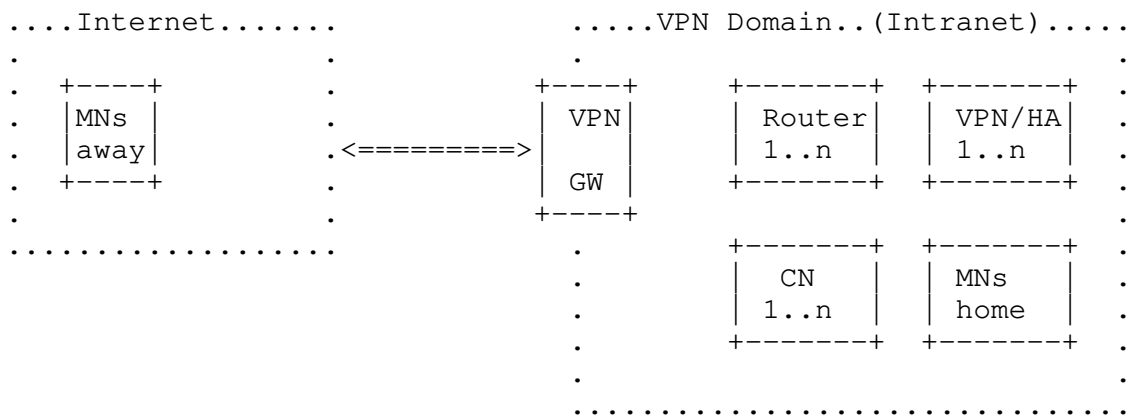 ....Internet....... .....VPN Domain..(Intranet).....
MNs VPN Router VPN/HA
away <=========> 1..n 1..n
GW
CN MNs
1..n home